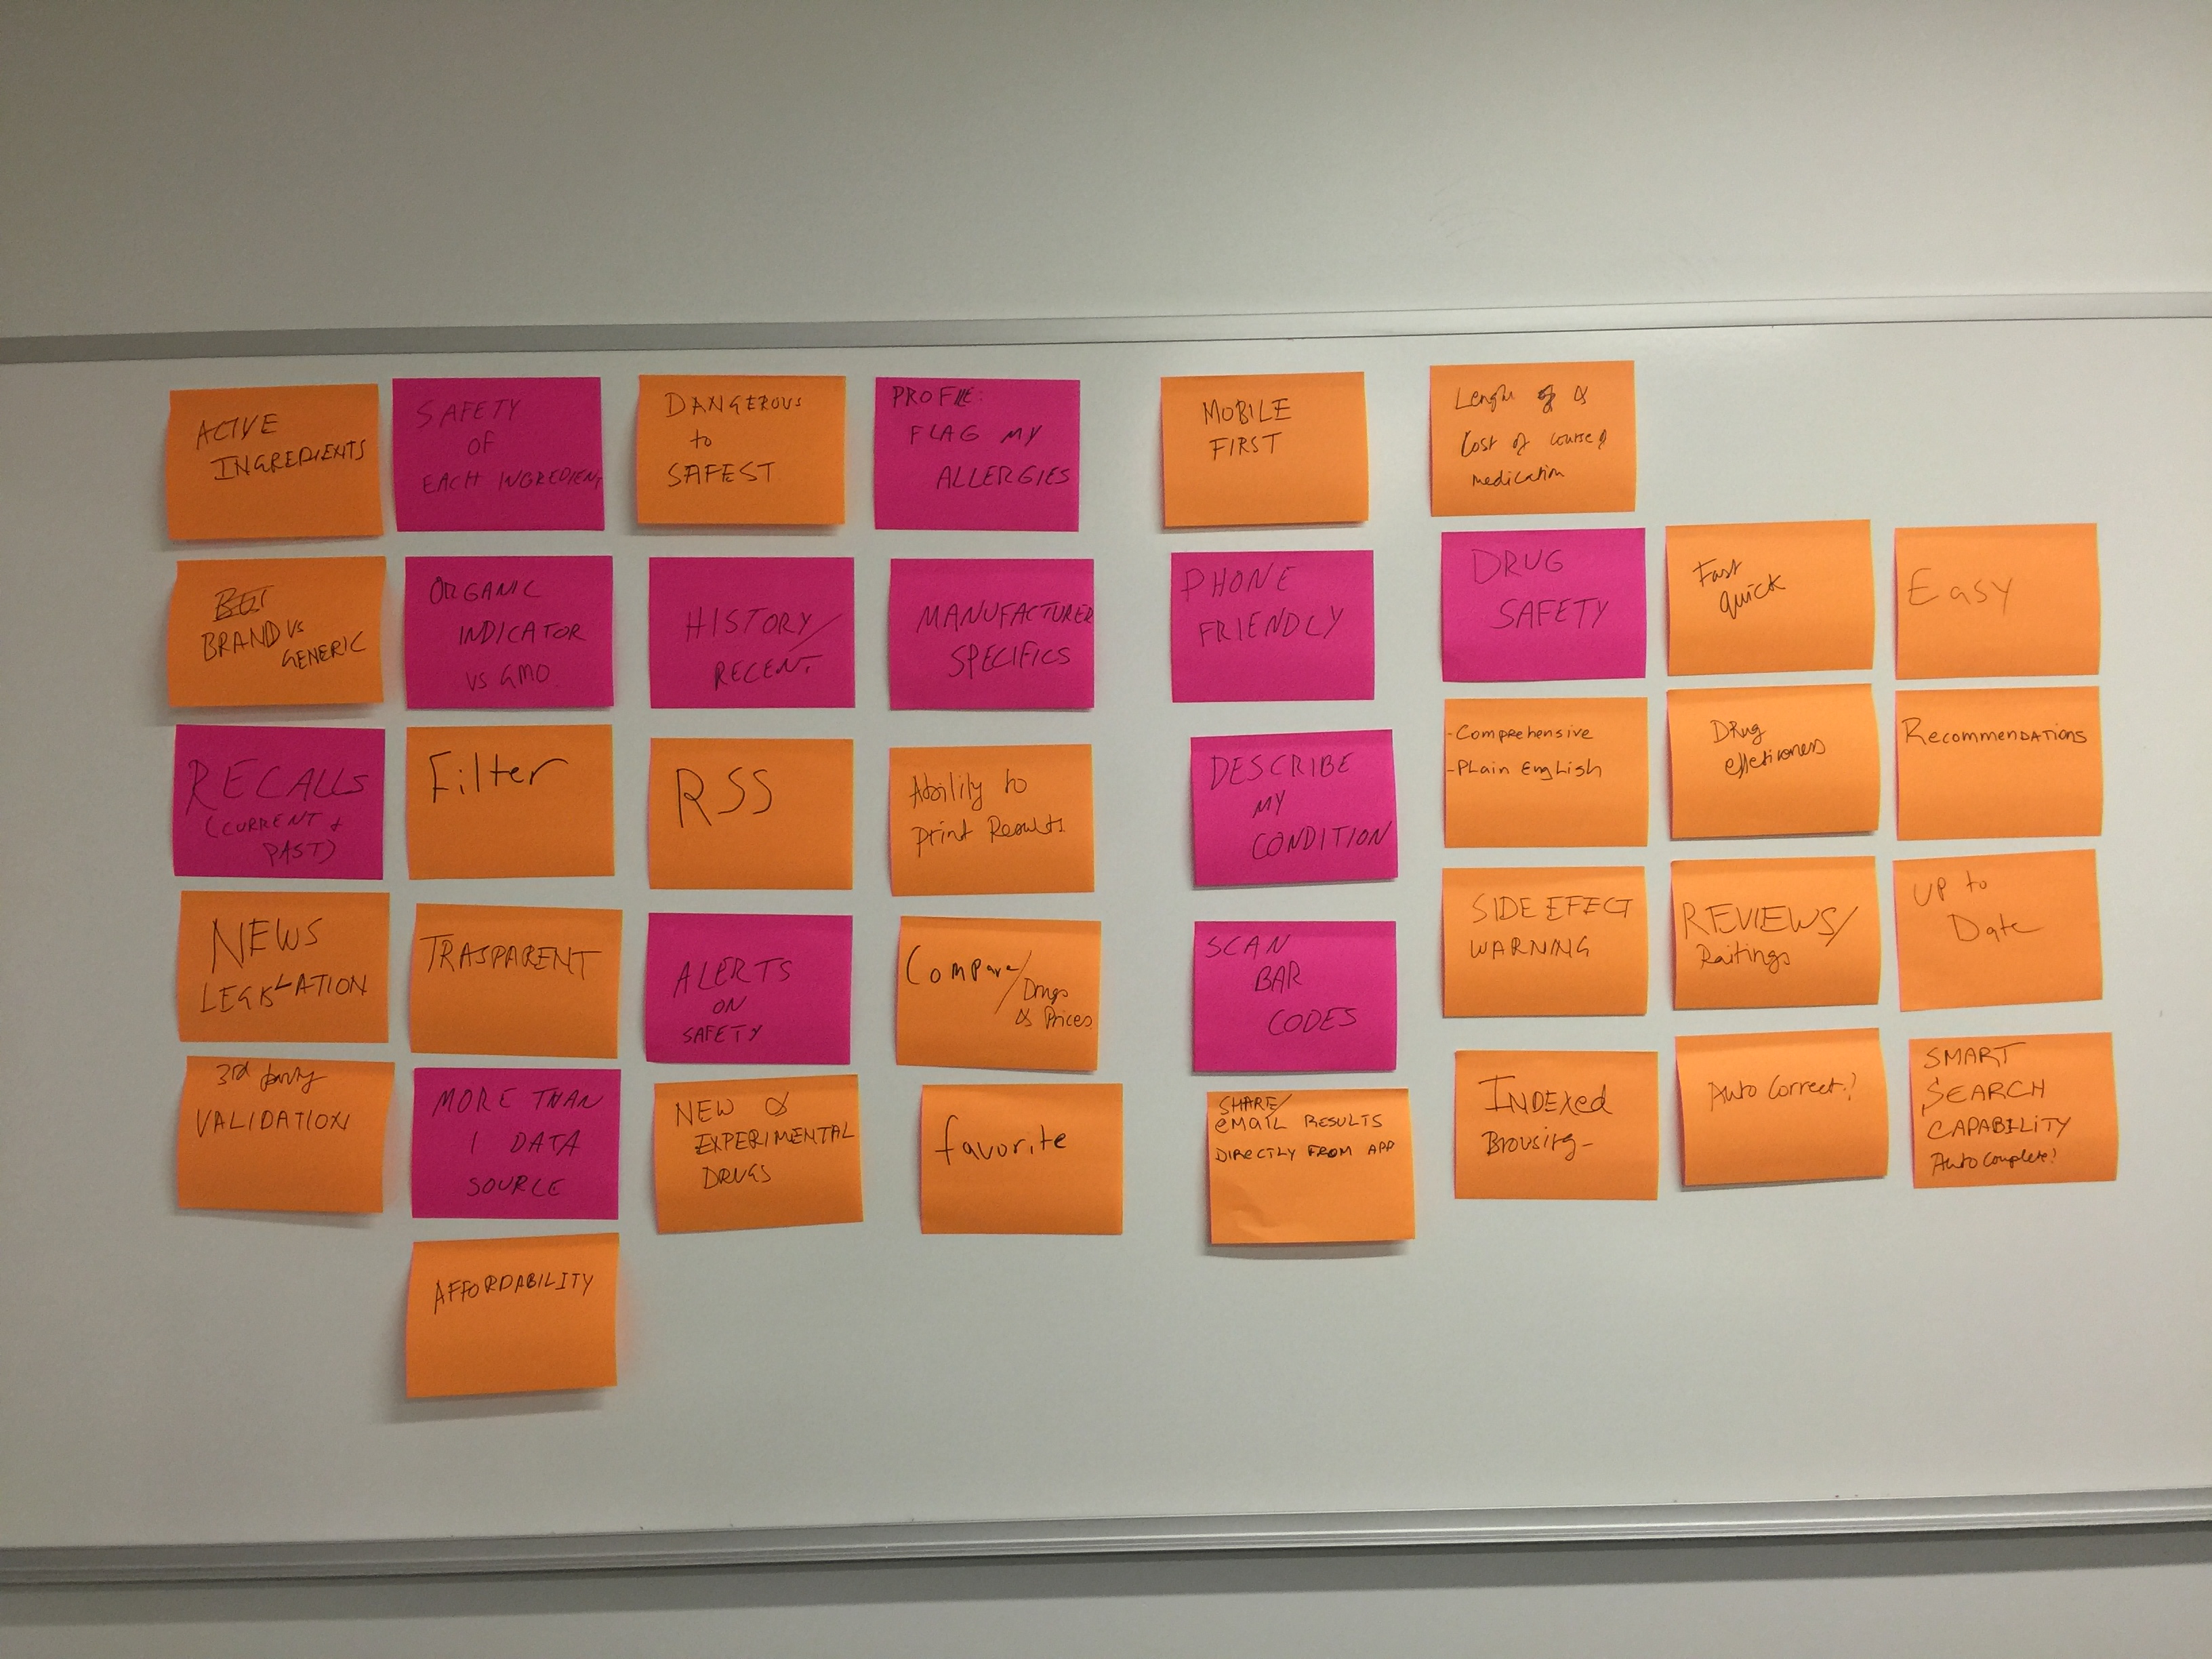 ACTIVE
INGREDIENTS
SAFETY
OF
EACH INGREDIENT
DANGEROUS
to
SAFEST
PROFILE:
FLAG MY
ALLERGIES
MOBILE
FIRST
Length of &
Cost of course of
medication
BRAND vs
GENERIC
ORGANIC
INDICATOR
VS GMO
HISTORY/
RECENT
MANUFACTURER
SPECIFICS
PHONE
FRIENDLY
DRUG
SAFETY
Fast
quick
Easy
RECALLS
(CURRENT +
PAST)
Filter
RSS
Ability to
print Results
DESCRIBE
MY
CONDITION
- Comprehensive
- Plain English
Drug
effectiveness
Recommendations
NEWS
LEGISLATION
TRASPARENT
ALERTS
ON
SAFETY
Compare/
Drugs
& Prices
SCAN
BAR
CODES
SIDE EFFECT
WARNING
REVIEWS/
Raitings
UP to
Date
3rd party
VALIDATION
MORE THAN
1 DATA
SOURCE
NEW &
EXPERIMENTAL
DRUGS
favorite
SHARE/
eMAIL RESULTS
DIRECTLY FROM APP
INDEXed
Browsing-
Auto Correct?
SMART
SEARCH
CAPABILITY
Auto Complete?
AFFORDABILITY